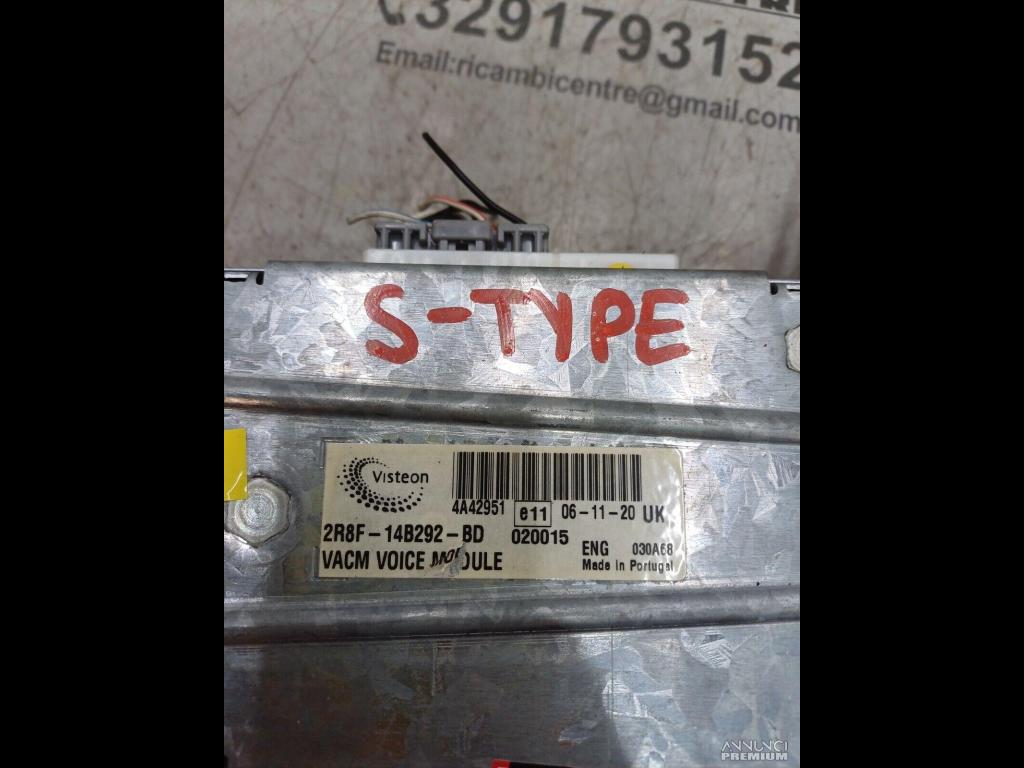 3291793152
Email:ricambicentre@gmail.com
S-TYPE
Visteon
4A42951 e11 06-11-20 UK
2R8F-14B292-BD 020015
ENG 030A68
VACM VOICE MODULE
Made in Portugal
ANNUNCI
PREMIUM